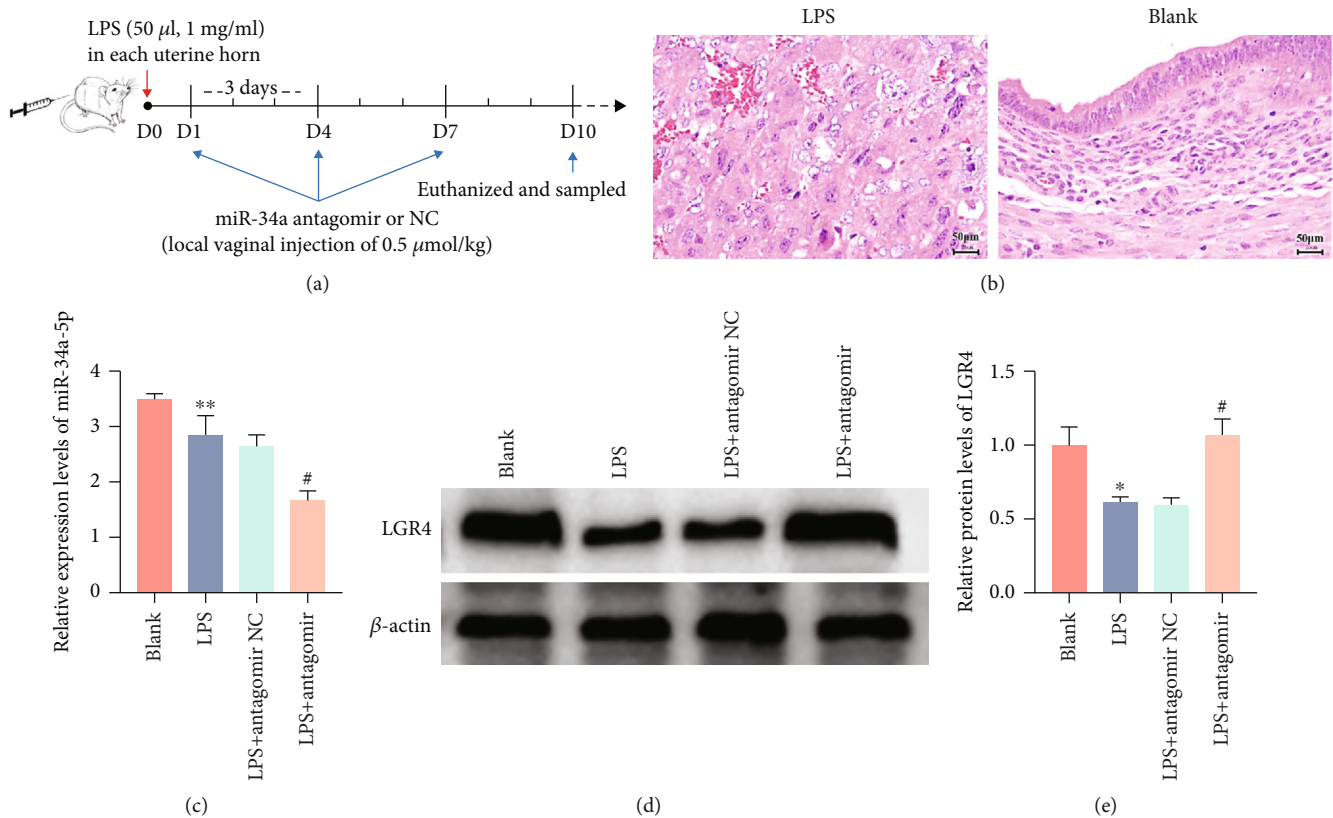 LPS (50 μl, 1 mg/ml)
in each uterine horn
3 days
D0 D1 D4 D7 D10
Euthanized and sampled
miR-34a antagomir or NC
(local vaginal injection of 0.5 μmol/kg)
(a)
LPS
Blank
50μm
50μm
(b)
Relative expression levels of miR-34a-5p
4
3
2
1
0
**
#
Blank
LPS
LPS+antagomir NC
LPS+antagomir
(c)
Blank
LPS
LPS+antagomir NC
LPS+antagomir
LGR4
β-actin
(d)
Relative protein levels of LGR4
1.5
1.0
0.5
0.0
*
#
Blank
LPS
LPS+antagomir NC
LPS+antagomir
(e)